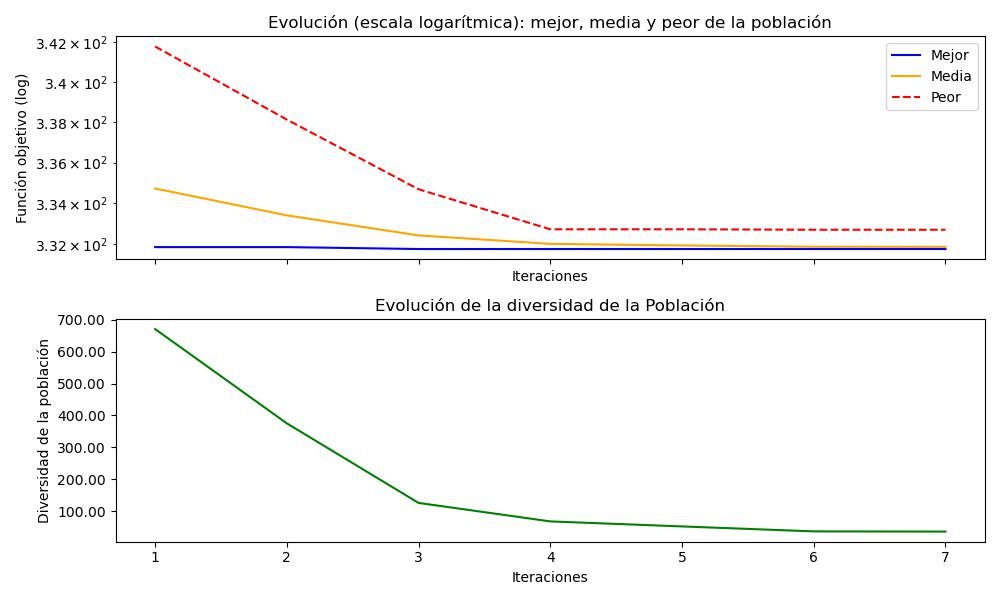 Evolución (escala logarítmica): mejor, media y peor de la población
Función objetivo (log)
3.42 × 10²
3.4 × 10²
3.38 × 10²
3.36 × 10²
3.34 × 10²
3.32 × 10²
Mejor
Media
Peor
Iteraciones
Evolución de la diversidad de la Población
Diversidad de la población
700.00
600.00
500.00
400.00
300.00
200.00
100.00
1 2 3 4 5 6 7
Iteraciones